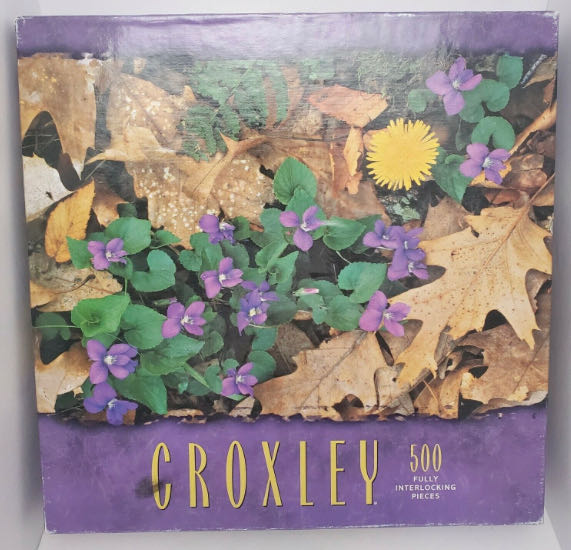 CROXLEY
500
FULLY
INTERLOCKING
PIECES